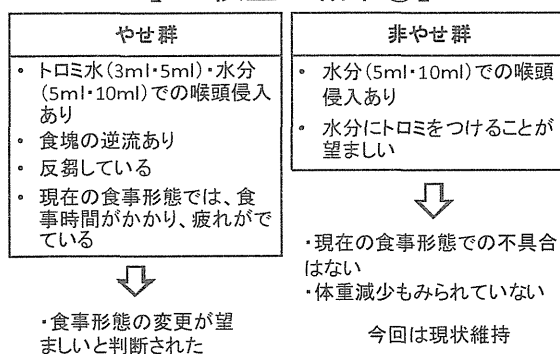 やせ群
・ トロミ水(3ml・5ml)・水分
(5ml・10ml)での喉頭侵入
あり
・ 食塊の逆流あり
・ 反芻している
・ 現在の食事形態では、食
事時間がかかり、疲れがで
ている
・食事形態の変更が望
ましいと判断された
非やせ群
・ 水分(5ml・10ml)での喉頭
侵入あり
・ 水分にトロミをつけることが
望ましい
・現在の食事形態での不具合
はない
・体重減少もみられていない
今回は現状維持